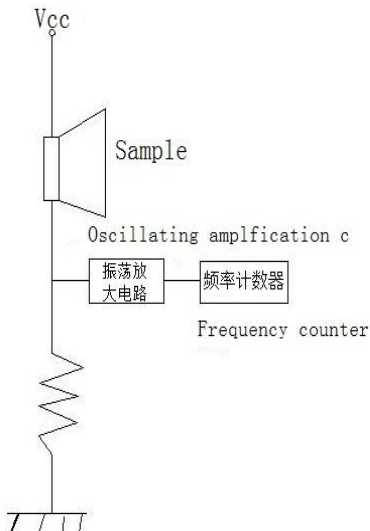 Vcc
Sample
Oscillating amplfication c
振荡放
大电路
频率计数器
Frequency counter